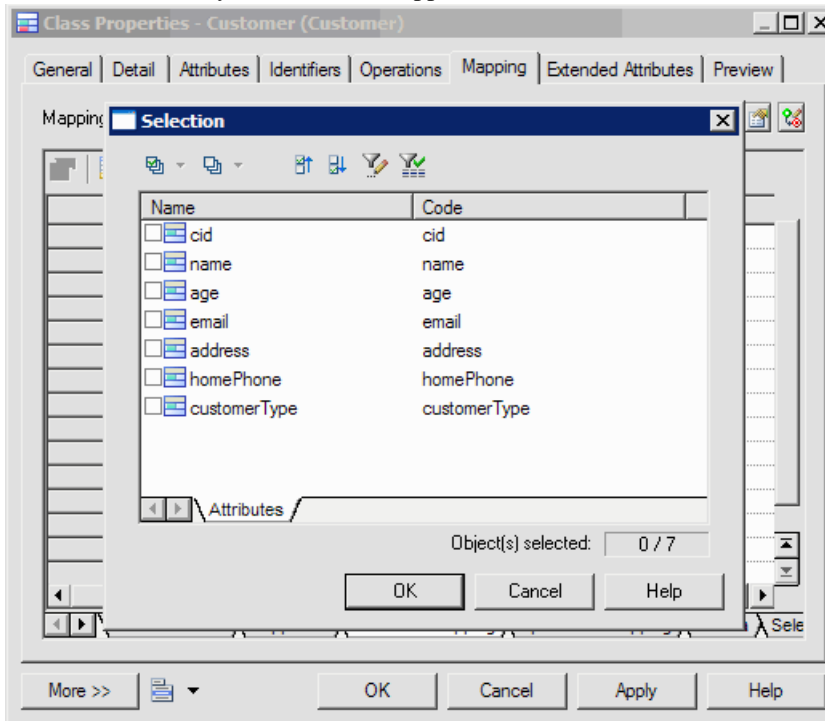 Class Properties - Customer (Customer)
General Detail Attributes Identifiers Operations Mapping Extended Attributes Preview
Mapping
Selection
Name Code
cid cid
name name
age age
email email
address address
homePhone homePhone
customerType customerType
Attributes
Object(s) selected: 0 / 7
OK Cancel Help
Sele
More >> OK Cancel Apply Help